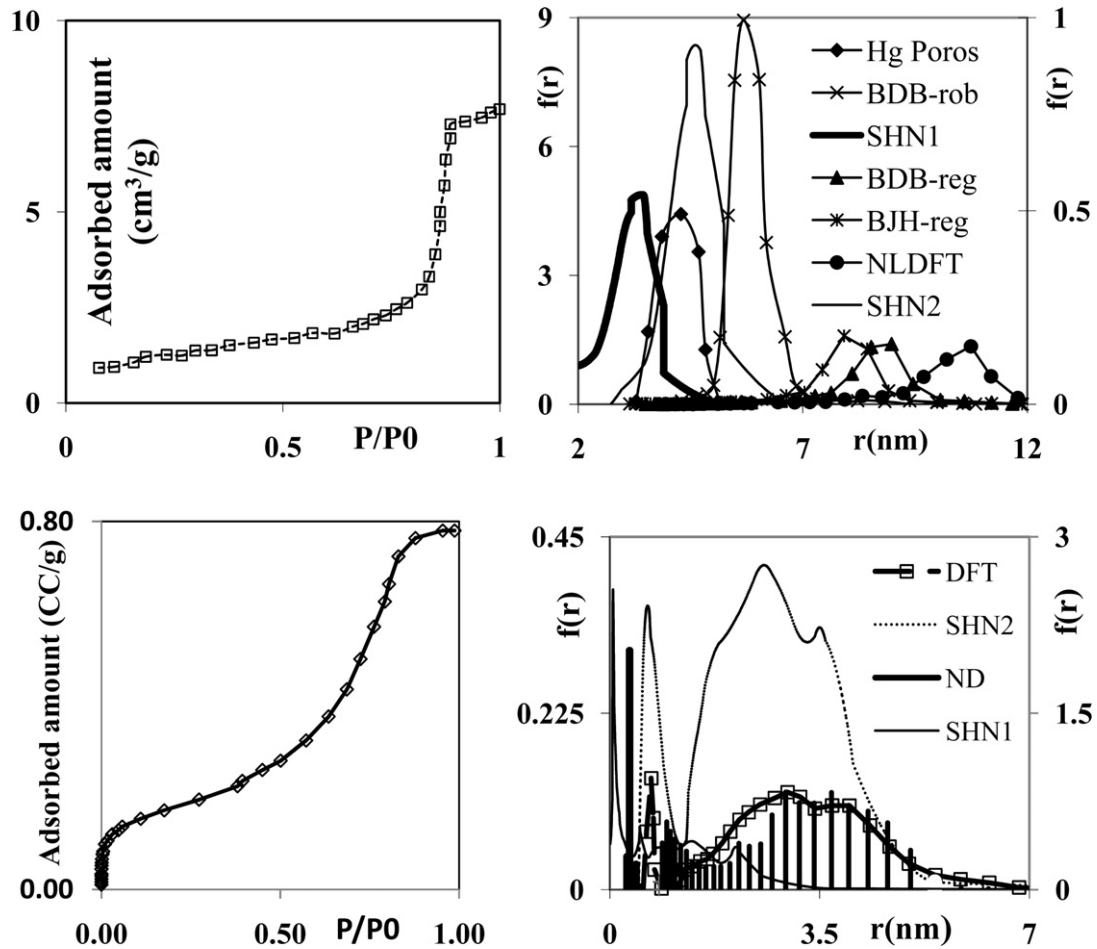 10
5
0
Adsorbed amount
(cm³/g)
0
0.5
1
P/P0
9
6
3
0
f(r)
Hg Poros
BDB-rob
SHN1
BDB-reg
BJH-reg
NLDFT
SHN2
1
0.5
0
f(r)
2
7
12
r(nm)
0.80
0.00
Adsorbed amount (CC/g)
0.00
0.50
1.00
P/P0
0.45
0.225
0
f(r)
DFT
SHN2
ND
SHN1
3
1.5
0
f(r)
0
3.5
7
r(nm)